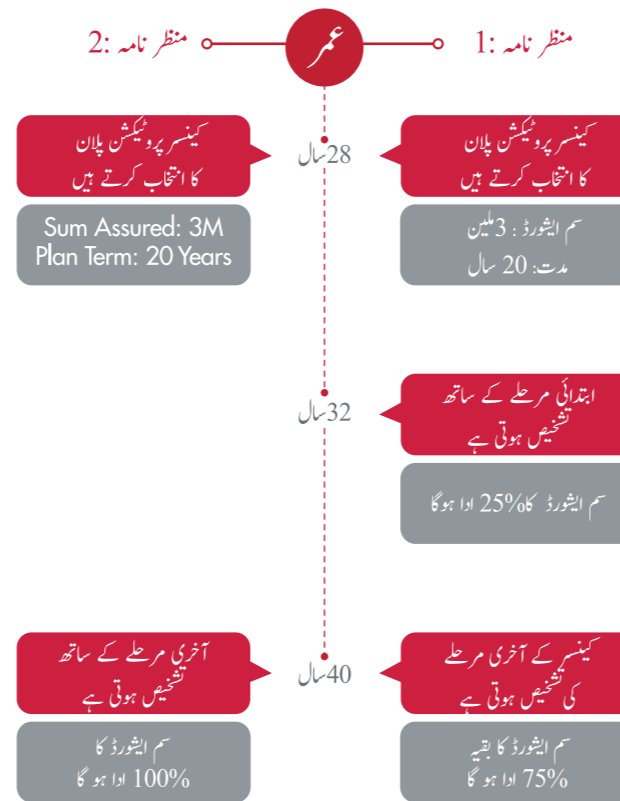 منظر نامہ :1
عمر
منظر نامہ :2
کینسر پروٹیکشن پلان
کا انتخاب کرتے ہیں
سم ایشورڈ : 3ملین
مدت: 20 سال
28سال
کینسر پروٹیکشن پلان
کا انتخاب کرتے ہیں
Sum Assured: 3M
Plan Term: 20 Years
ابتدائی مرحلے کے ساتھ
تشخیص ہوتی ہے
سم ایشورڈ کا25% ادا ہوگا
32سال
کینسر کے آخری مرحلے
کی تشخیص ہوتی ہے
سم ایشورڈ کا بقیہ
75% ادا ہو گا
40سال
آخری مرحلے کے ساتھ
تشخیص ہوتی ہے
سم ایشورڈ کا
100% ادا ہو گا